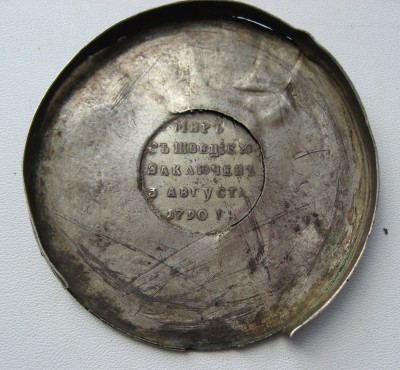 МИРЪ
СЪ ШВЕЦІЕЮ
ЗАКЛЮЧЕНЪ
3 АВГУСТА
1790 Г.